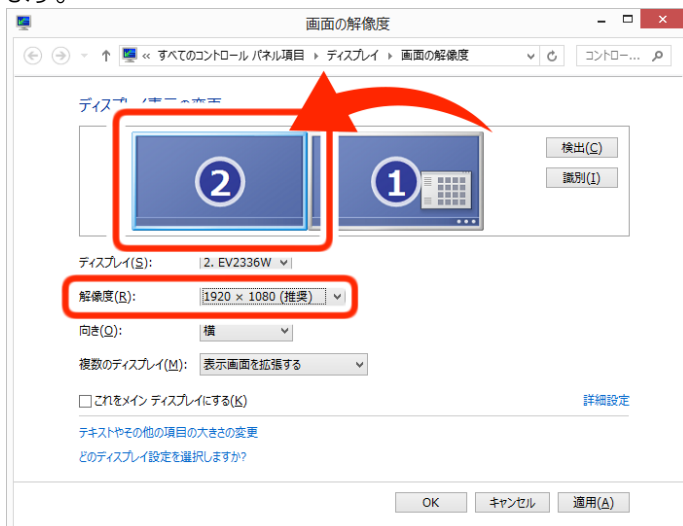 ます。
画面の解像度
« すべてのコントロール パネル項目 ▸ ディスプレイ ▸ 画面の解像度
コントロー...
ディスプレイ表示の変更
2
1
検出(C)
識別(I)
ディスプレイ(S): 2. EV2336W
解像度(R): 1920 × 1080 (推奨)
向き(O): 横
複数のディスプレイ(M): 表示画面を拡張する
これをメイン ディスプレイにする(K)
詳細設定
テキストやその他の項目の大きさの変更
どのディスプレイ設定を選択しますか?
OK キャンセル 適用(A)